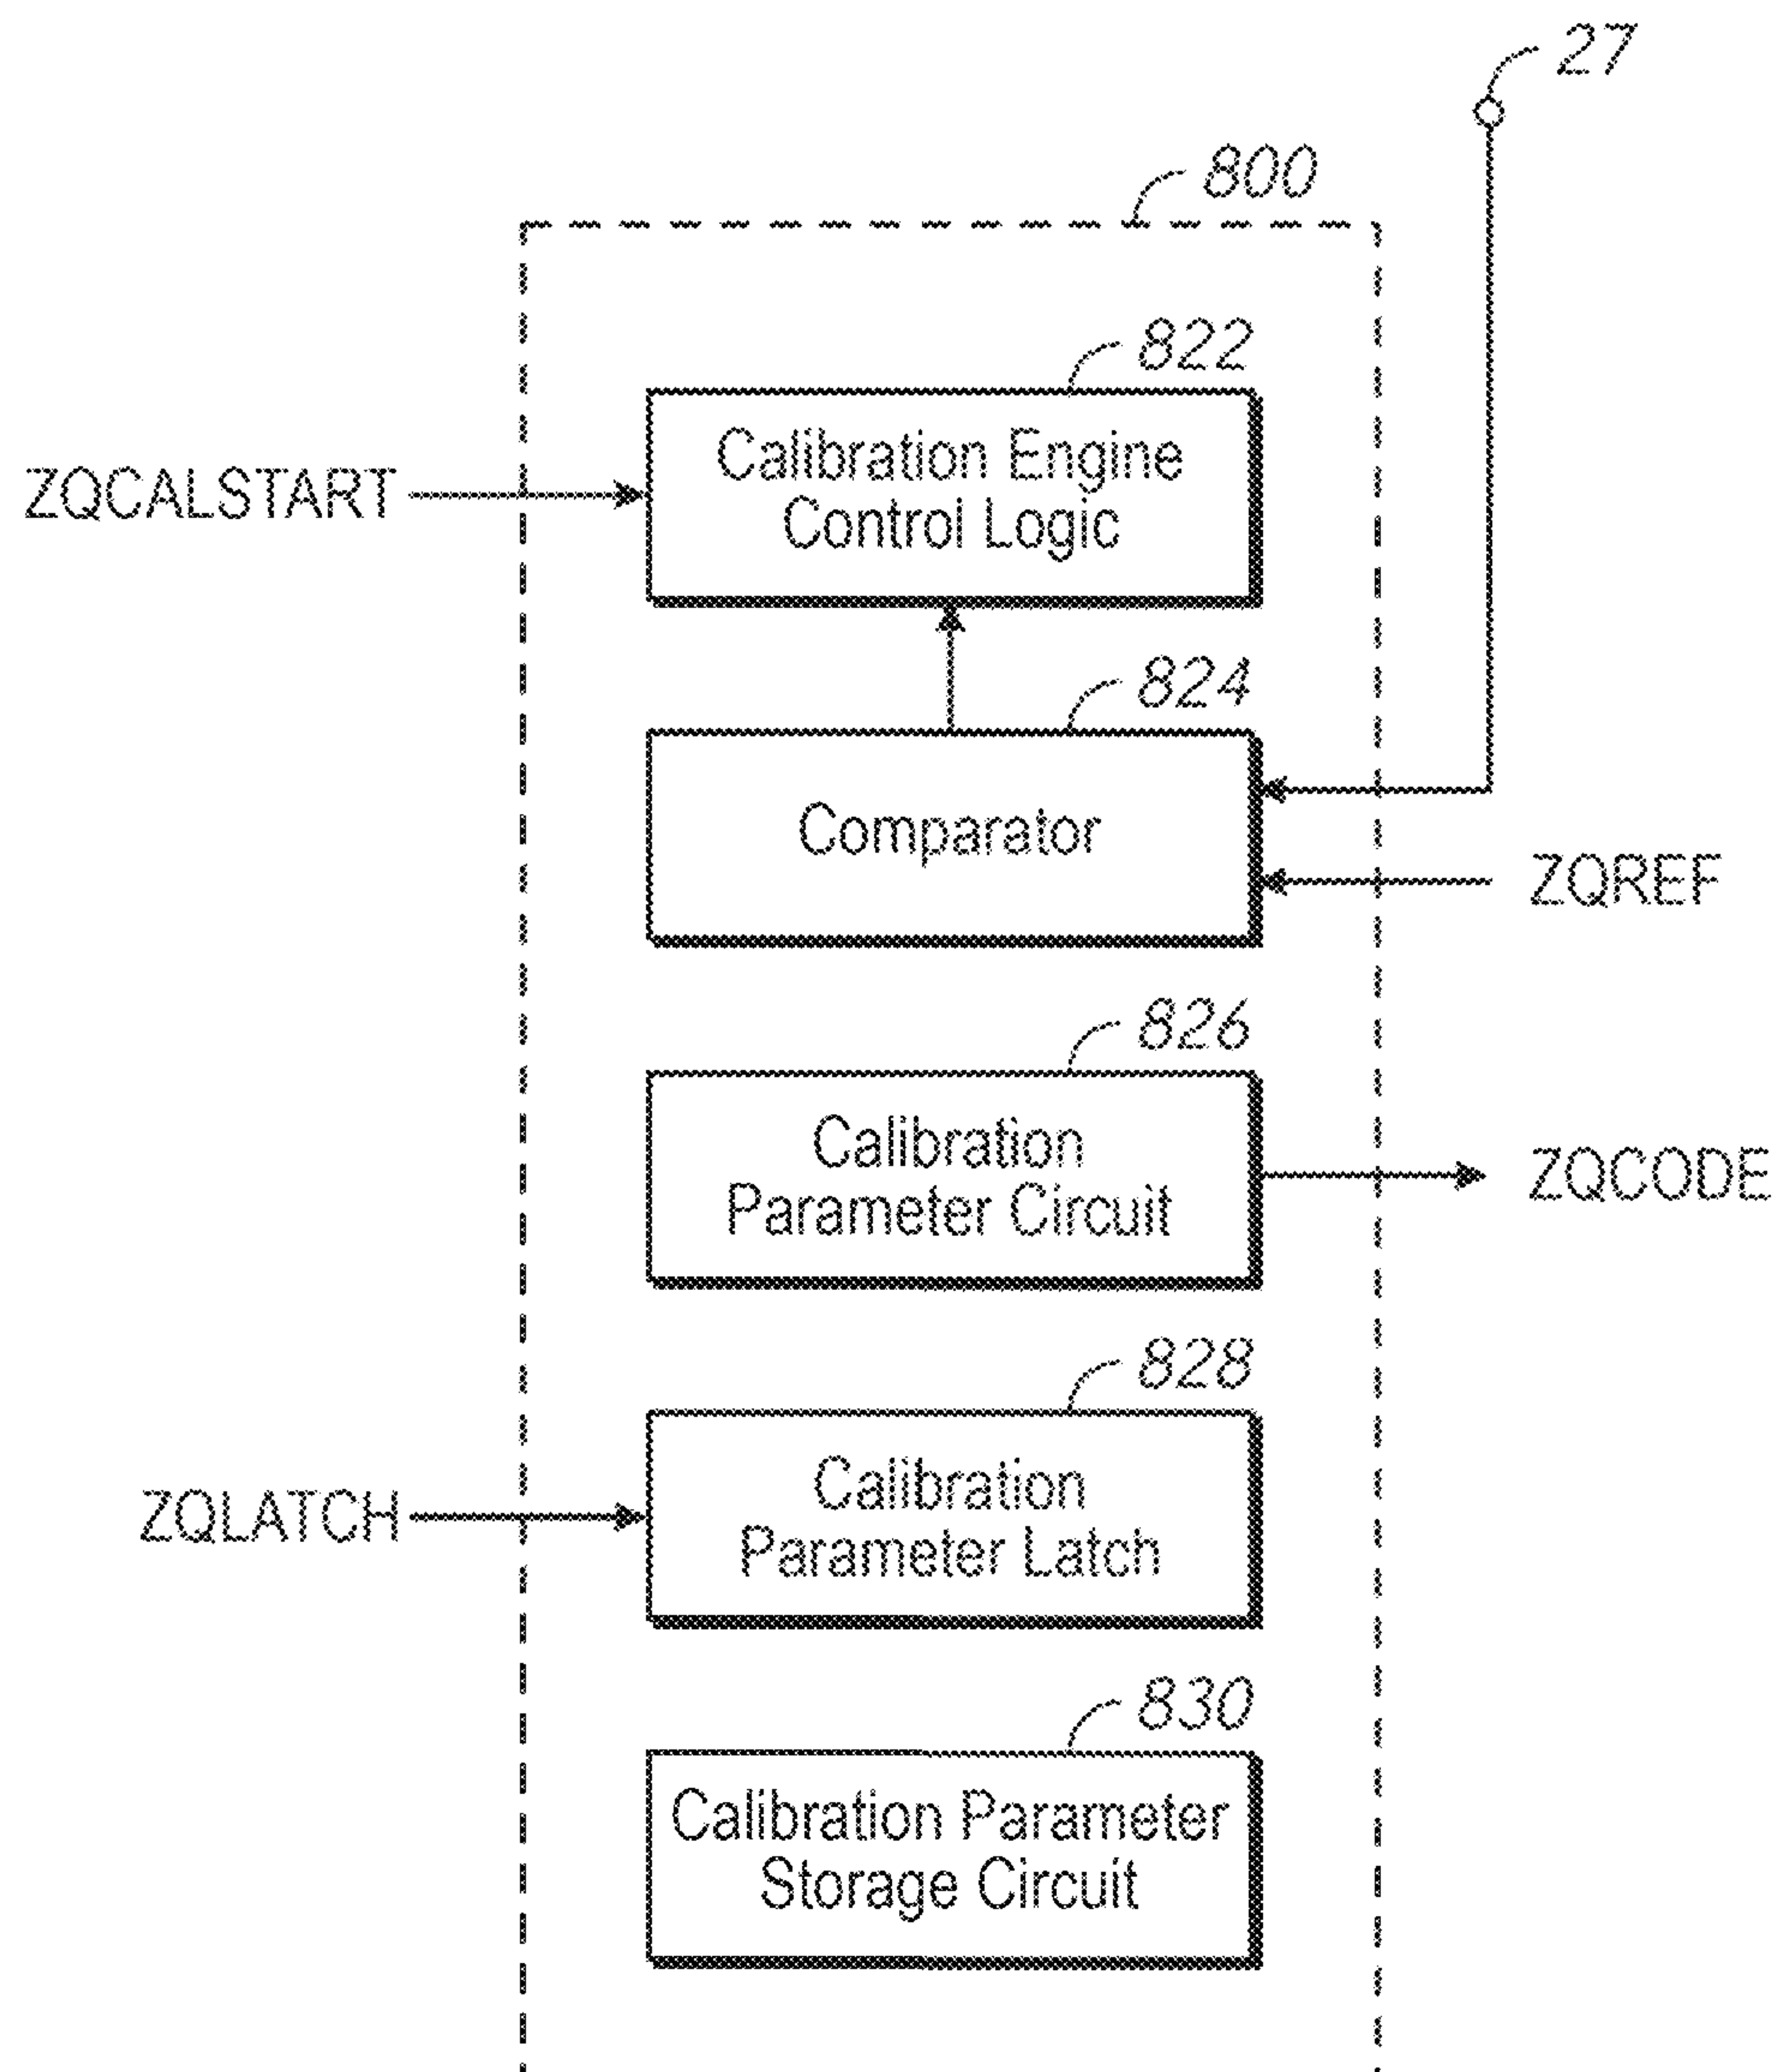 27
800
822
Calibration Engine
Control Logic
ZQCALSTART
824
Comparator
ZQREF
826
Calibration
Parameter Circuit
ZQCODE
828
Calibration
Parameter Latch
ZQLATCH
830
Calibration Parameter
Storage Circuit